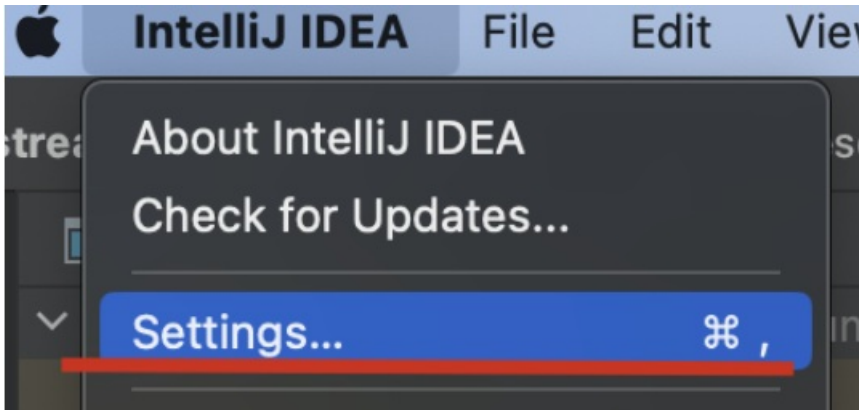 IntelliJ IDEA File Edit
About IntelliJ IDEA
Check for Updates...
Settings... ⌘ ,